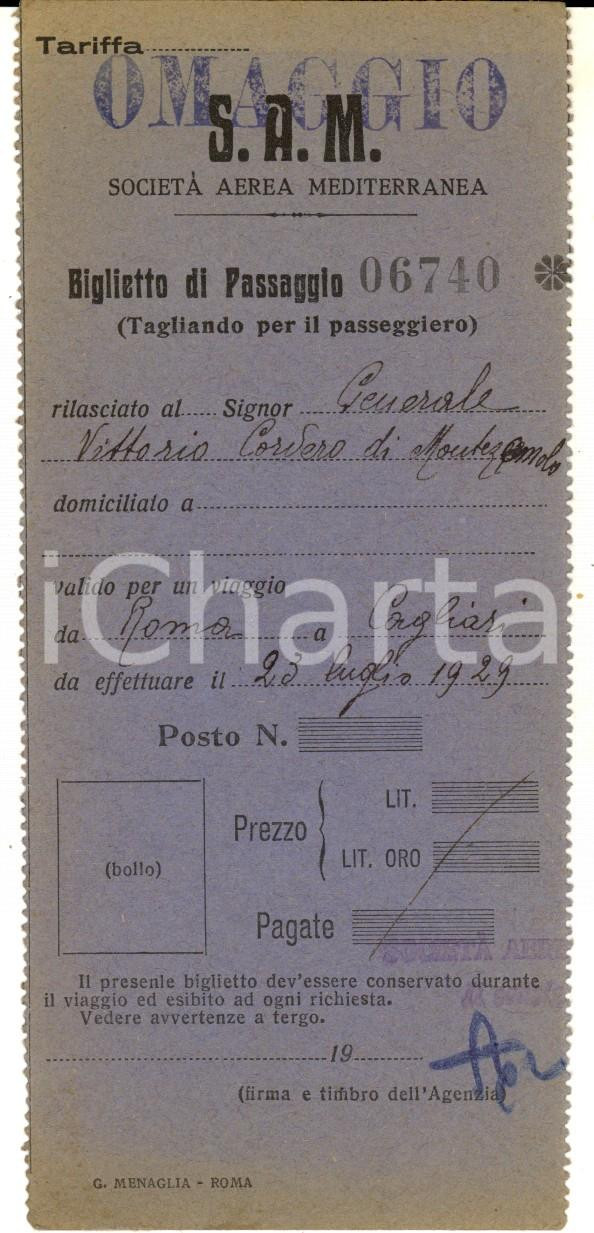 Tariffa
OMAGGIO
S.A.M.
SOCIETÀ AEREA MEDITERRANEA
Biglietto di Passaggio 06740
(Tagliando per il passeggiero)
rilasciato al Signor Generale
Vittorio Cordero di Montezemolo
domiciliato a
iCharta
valido per un viaggio
da Roma a Cagliari
da effettuare il 23 luglio 1929
Posto N.
LIT.
Prezzo
LIT. ORO
(bollo)
Pagate
SOCIETÀ AERE
Il presente biglietto dev'essere conservato durante
il viaggio ed esibito ad ogni richiesta.
Vedere avvertenze a tergo.
19
(firma e timbro dell'Agenzia)
G. MENAGLIA - ROMA